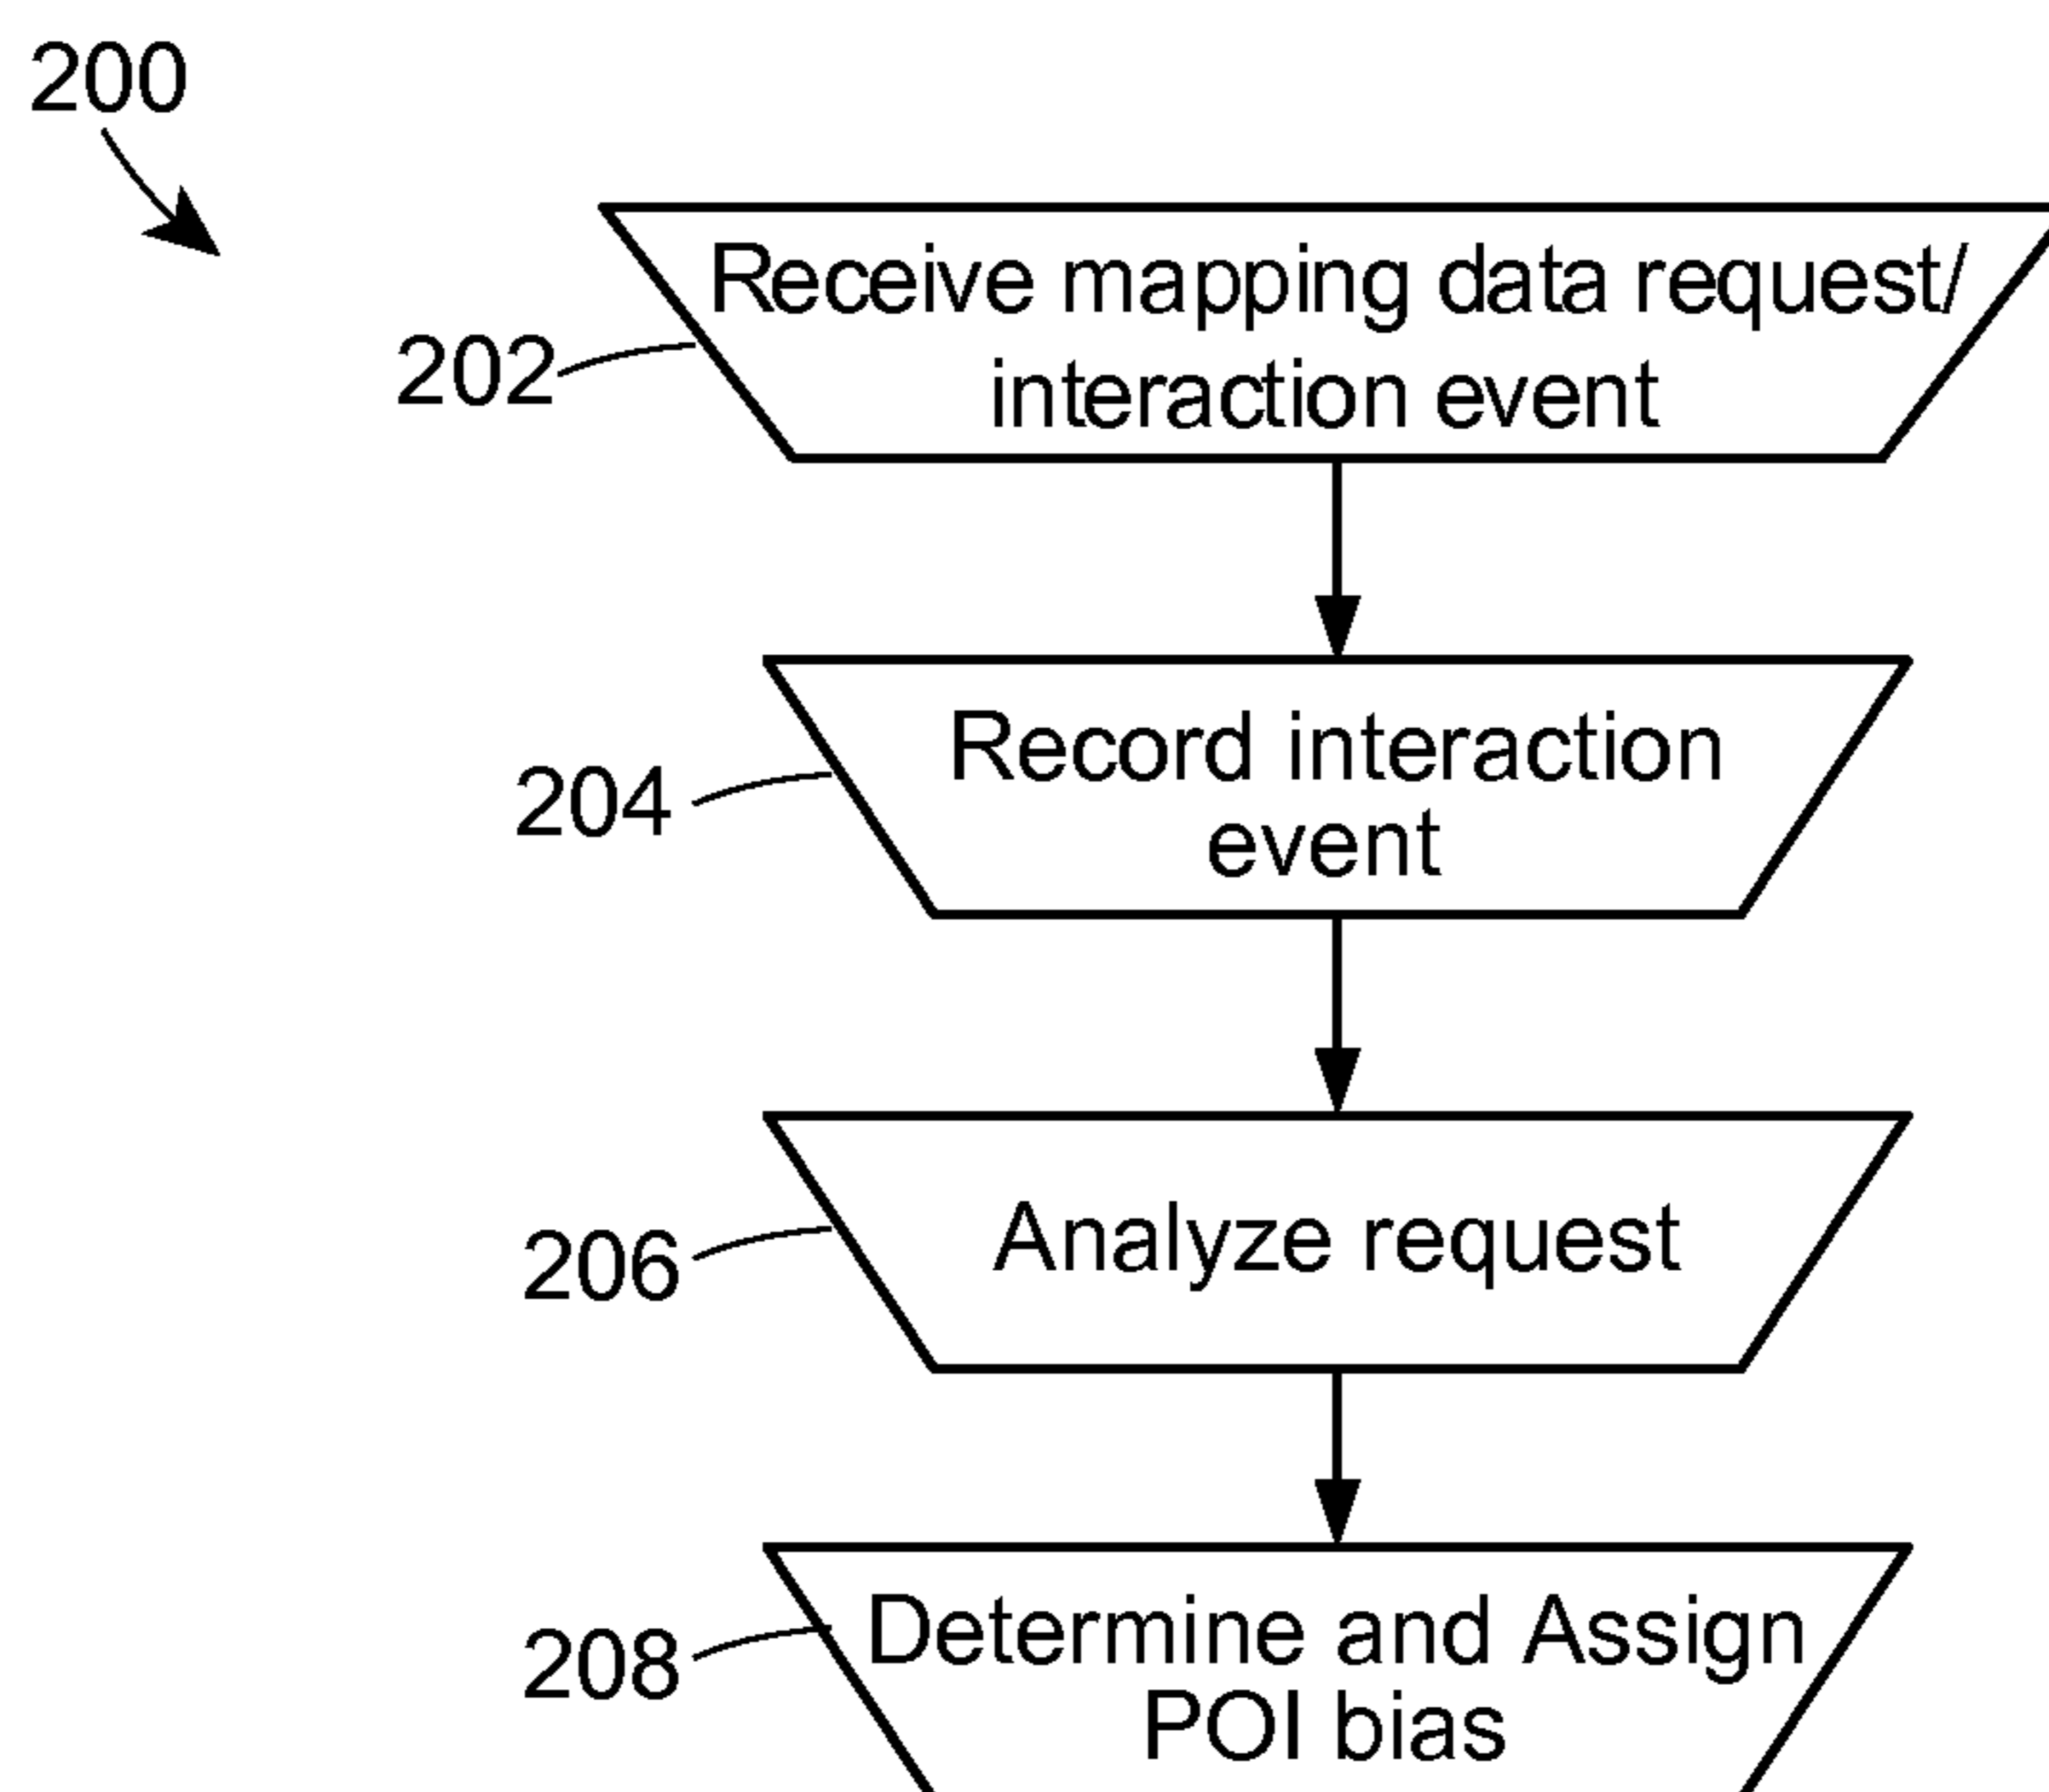 200
202
Receive mapping data request/
interaction event
204
Record interaction
event
206
Analyze request
208
Determine and Assign
POI bias